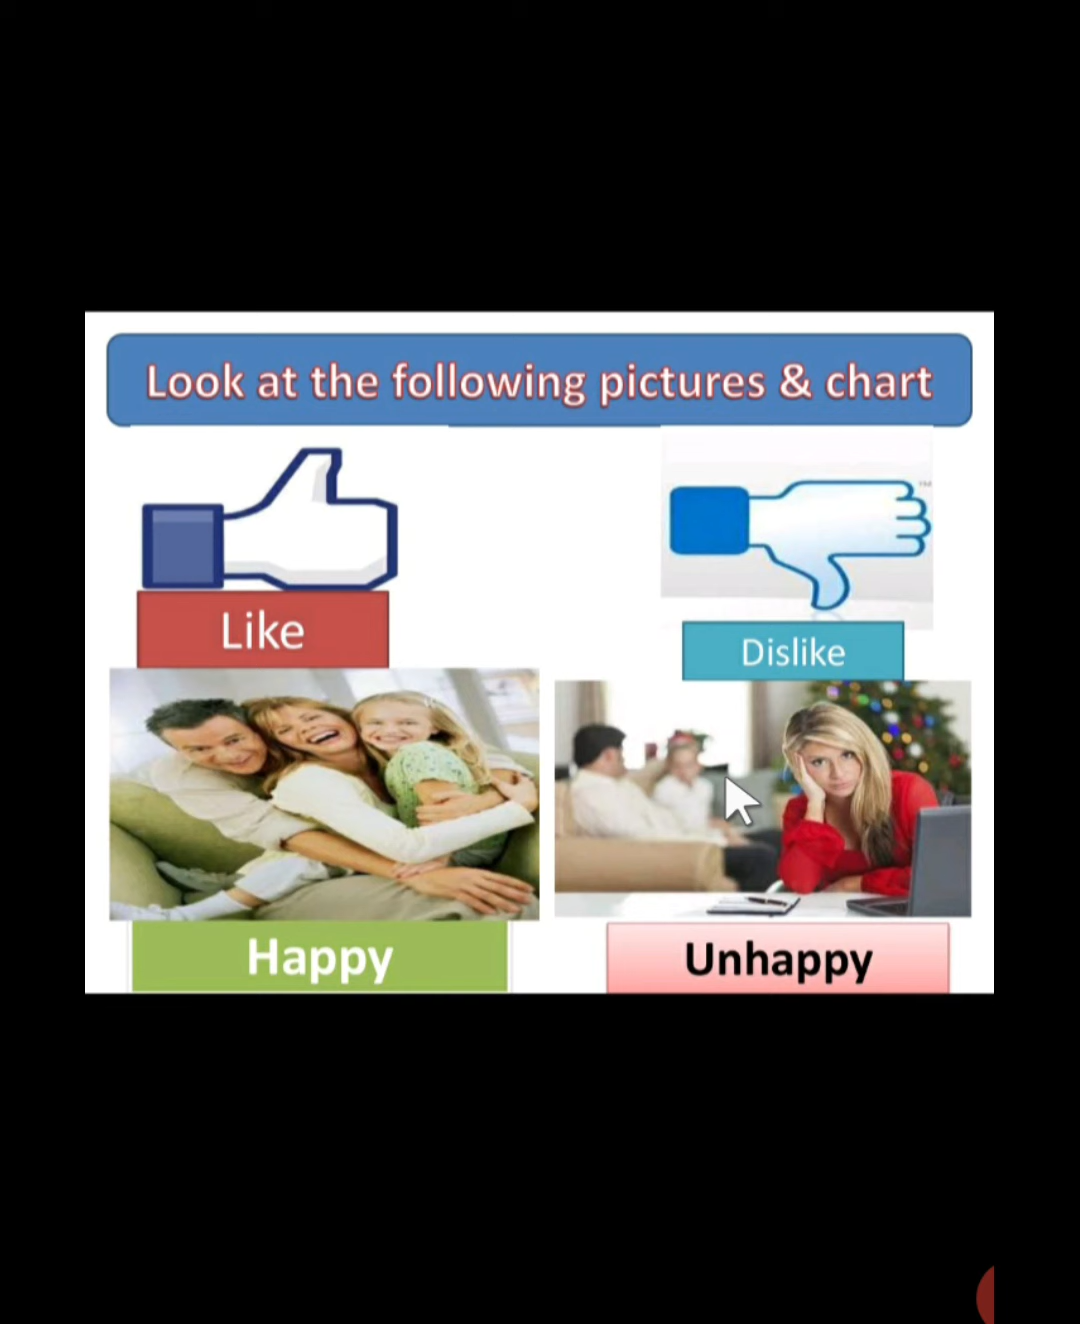 Look at the following pictures & chart
Like
Dislike
Happy
Unhappy